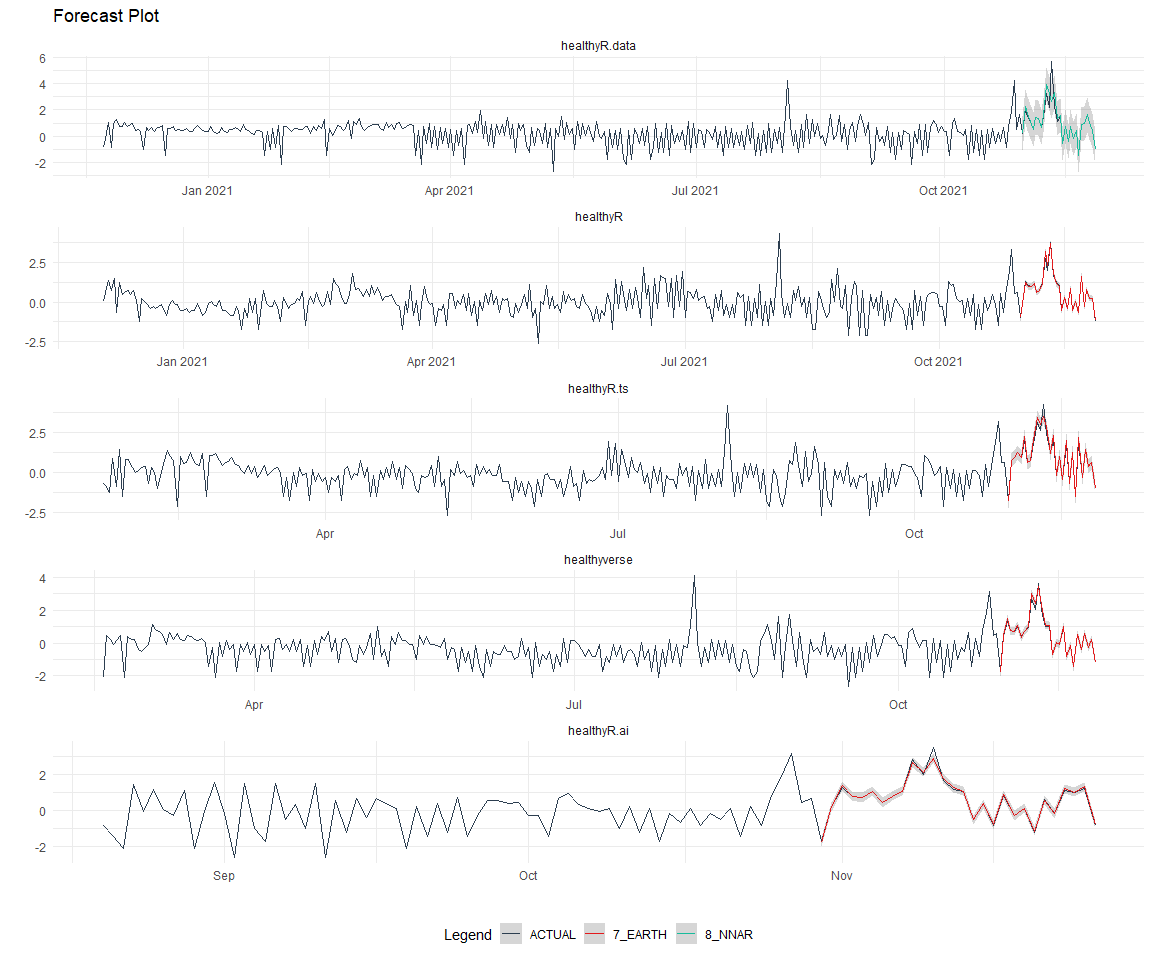 Forecast Plot
healthyR.data
6
4
2
0
-2
Jan 2021 Apr 2021 Jul 2021 Oct 2021
healthyR
2.5
0.0
-2.5
Jan 2021 Apr 2021 Jul 2021 Oct 2021
healthyR.ts
2.5
0.0
-2.5
Apr Jul Oct
healthyverse
4
2
0
-2
Apr Jul Oct
healthyR.ai
2
0
-2
Sep Oct Nov
Legend ACTUAL 7_EARTH 8_NNAR